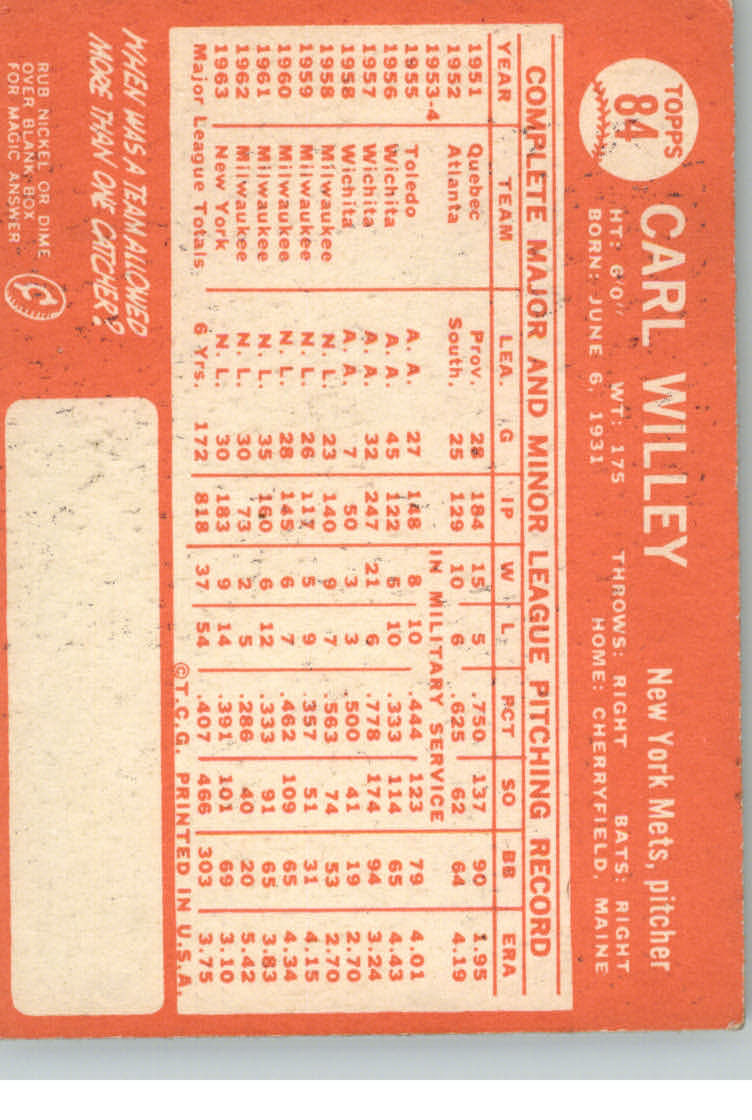 TOPPS
84
CARL WILLEY New York Mets, pitcher
HT: 6'0" WT: 175 THROWS: RIGHT BATS: RIGHT
BORN: JUNE 6, 1931 HOME: CHERRYFIELD, MAINE
COMPLETE MAJOR AND MINOR LEAGUE PITCHING RECORD
YEAR TEAM LEA. G IP W L PCT SO BB ERA
1951 Quebec Prov. 28 184 15 5 .750 137 90 1.95
1952 Atlanta South. 25 129 10 6 .625 62 64 4.19
1953-4 IN MILITARY SERVICE
1955 Toledo A. A. 27 148 8 10 .444 123 79 4.01
1956 Wichita A. A. 45 122 5 10 .333 114 65 4.43
1957 Wichita A. A. 32 247 21 6 .778 174 94 3.24
1958 Wichita A. A. 7 50 3 3 .500 41 19 2.70
1958 Milwaukee N. L. 23 140 9 7 .563 74 53 2.70
1959 Milwaukee N. L. 26 117 5 9 .357 51 31 4.15
1960 Milwaukee N. L. 28 145 6 7 .462 109 65 4.34
1961 Milwaukee N. L. 35 160 6 12 .333 91 65 3.83
1962 Milwaukee N. L. 30 73 2 5 .286 40 20 5.42
1963 New York N. L. 30 183 9 14 .391 101 69 3.10
Major League Totals 6 Yrs. 172 818 37 54 .407 466 303 3.75
©T.C.G. PRINTED IN U.S.A.
WHEN WAS A TEAM ALLOWED
MORE THAN ONE CATCHER?
RUB NICKEL OR DIME
OVER BLANK BOX
FOR MAGIC ANSWER